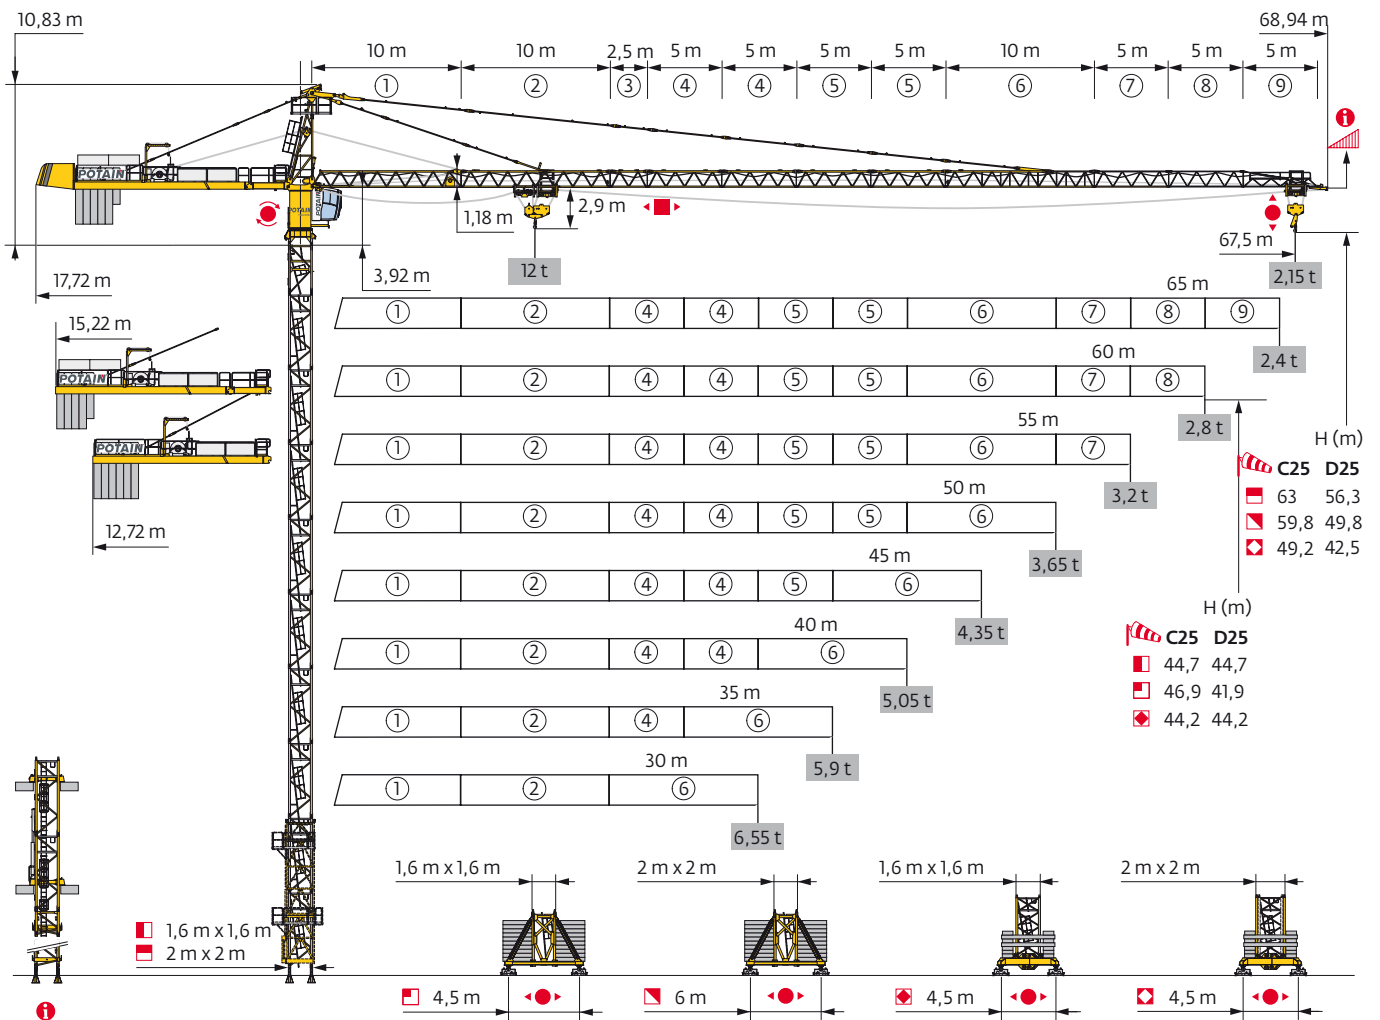 10,83 m
68,94 m
10 m 10 m 2,5 m 5 m 5 m 5 m 5 m 10 m 5 m 5 m 5 m
1 2 3 4 4 5 5 6 7 8 9
i
POTAIN
POTAIN
POTAIN
2,9 m
1,18 m
67,5 m
12 t
2,15 t
3,92 m
17,72 m
65 m
1 2 4 4 5 5 6 7 8 9
2,4 t
15,22 m
POTAIN
60 m
1 2 4 4 5 5 6 7 8
2,8 t
POTAIN
55 m
1 2 4 4 5 5 6 7
3,2 t
12,72 m
50 m
1 2 4 4 5 5 6
3,65 t
45 m
1 2 4 4 5 6
4,35 t
40 m
1 2 4 4 6
5,05 t
35 m
1 2 4 6
5,9 t
30 m
1 2 6
6,55 t
H (m)
C25 D25
63 56,3
59,8 49,8
49,2 42,5
H (m)
C25 D25
44,7 44,7
46,9 41,9
44,2 44,2
1,6 m x 1,6 m
2 m x 2 m
1,6 m x 1,6 m
2 m x 2 m
1,6 m x 1,6 m
2 m x 2 m
i
4,5 m
6 m
4,5 m
4,5 m